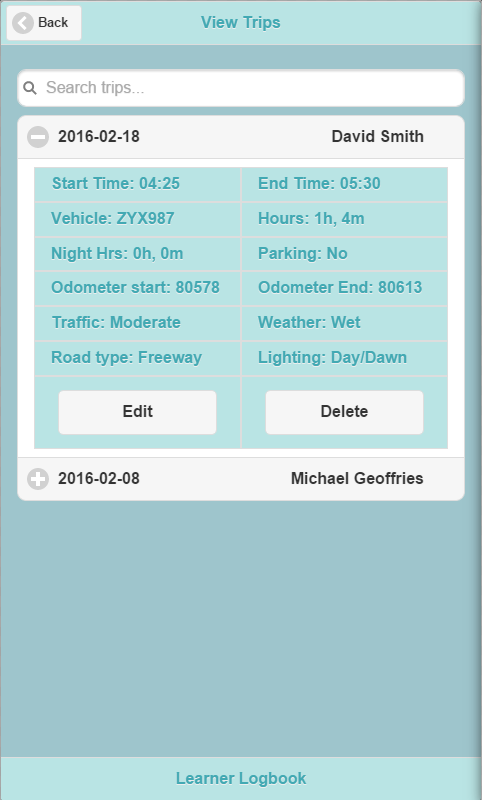 Back
View Trips
Search trips...
2016-02-18 David Smith
Start Time: 04:25 End Time: 05:30
Vehicle: ZYX987 Hours: 1h, 4m
Night Hrs: 0h, 0m Parking: No
Odometer start: 80578 Odometer End: 80613
Traffic: Moderate Weather: Wet
Road type: Freeway Lighting: Day/Dawn
Edit Delete
2016-02-08 Michael Geoffries
Learner Logbook